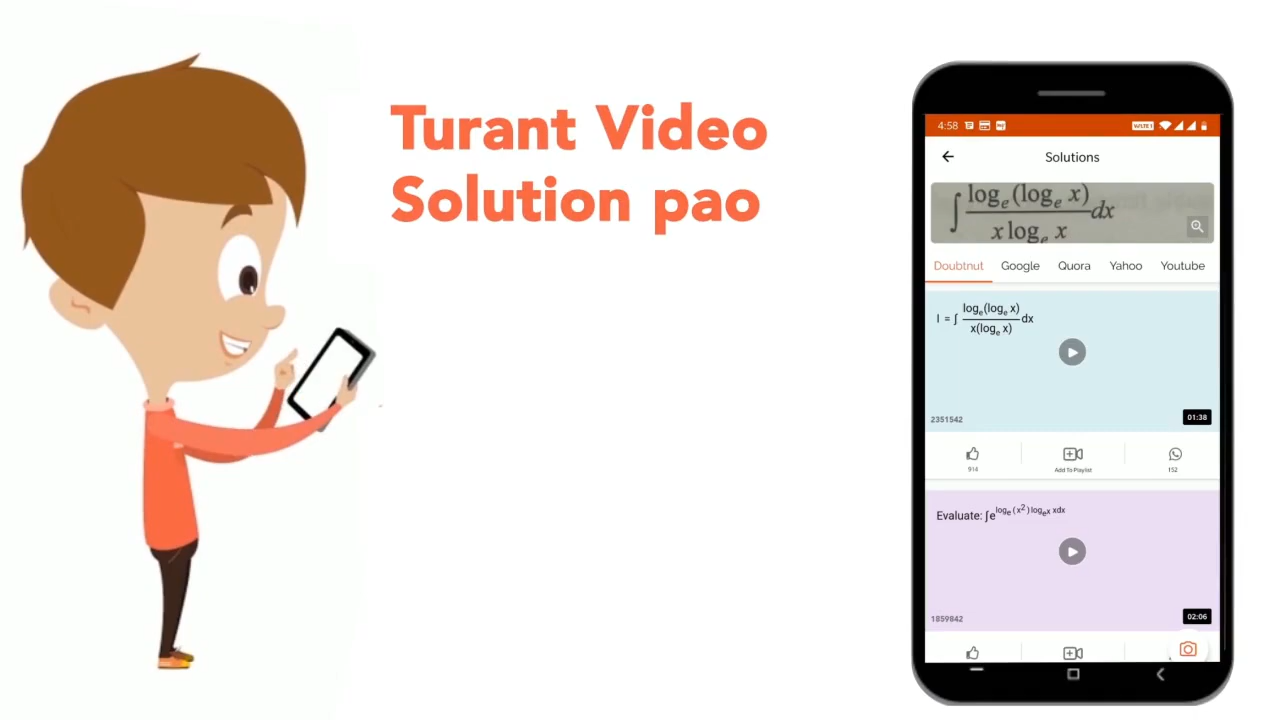 Turant Video
Solution pao
4:58
VoLTE1
Solutions
∫ logₑ(logₑ x) / x logₑ x dx
Doubtnut Google Quora Yahoo Youtube
I = ∫ logₑ(logₑ x) / x(logₑ x) dx
2351542 01:38
914 Add To Playlist 152
Evaluate: ∫e^logₑ(x²)logₑx xdx
1859842 02:06